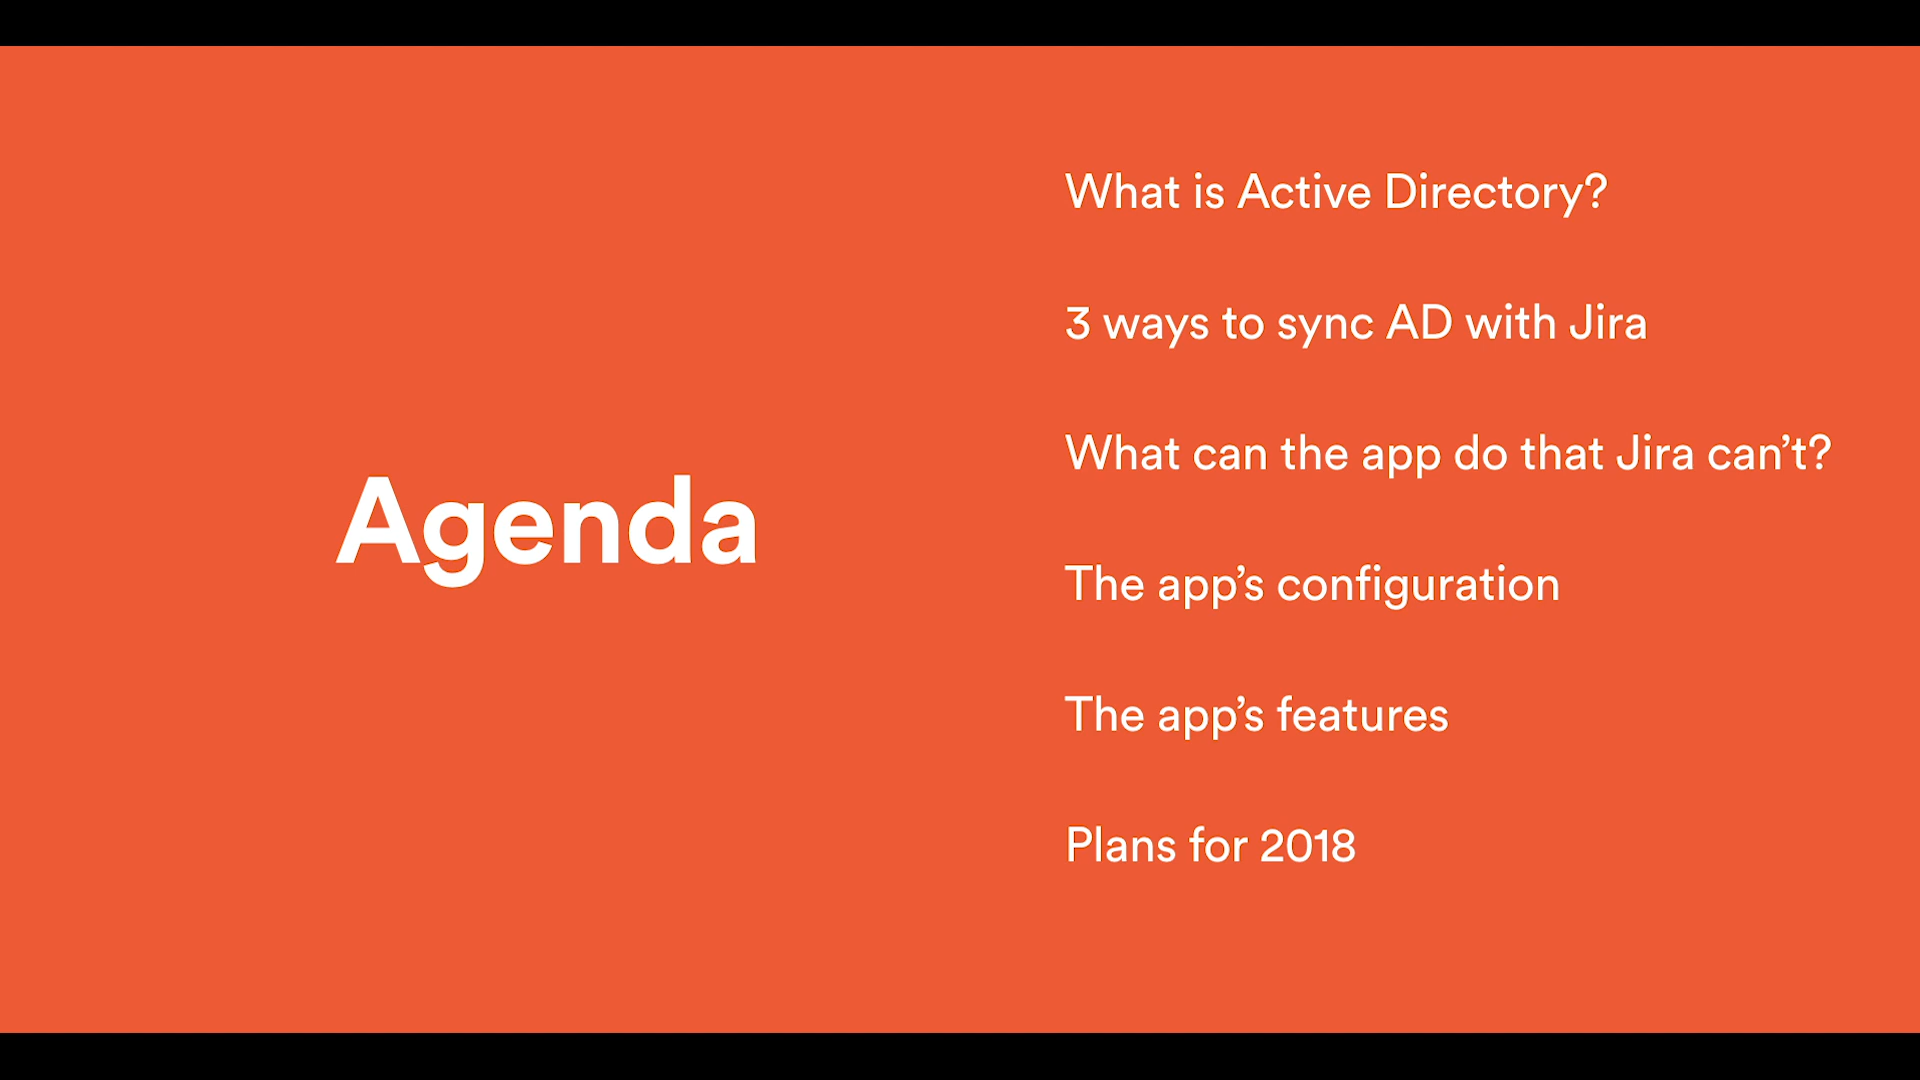 Agenda
What is Active Directory?
3 ways to sync AD with Jira
What can the app do that Jira can’t?
The app’s configuration
The app’s features
Plans for 2018